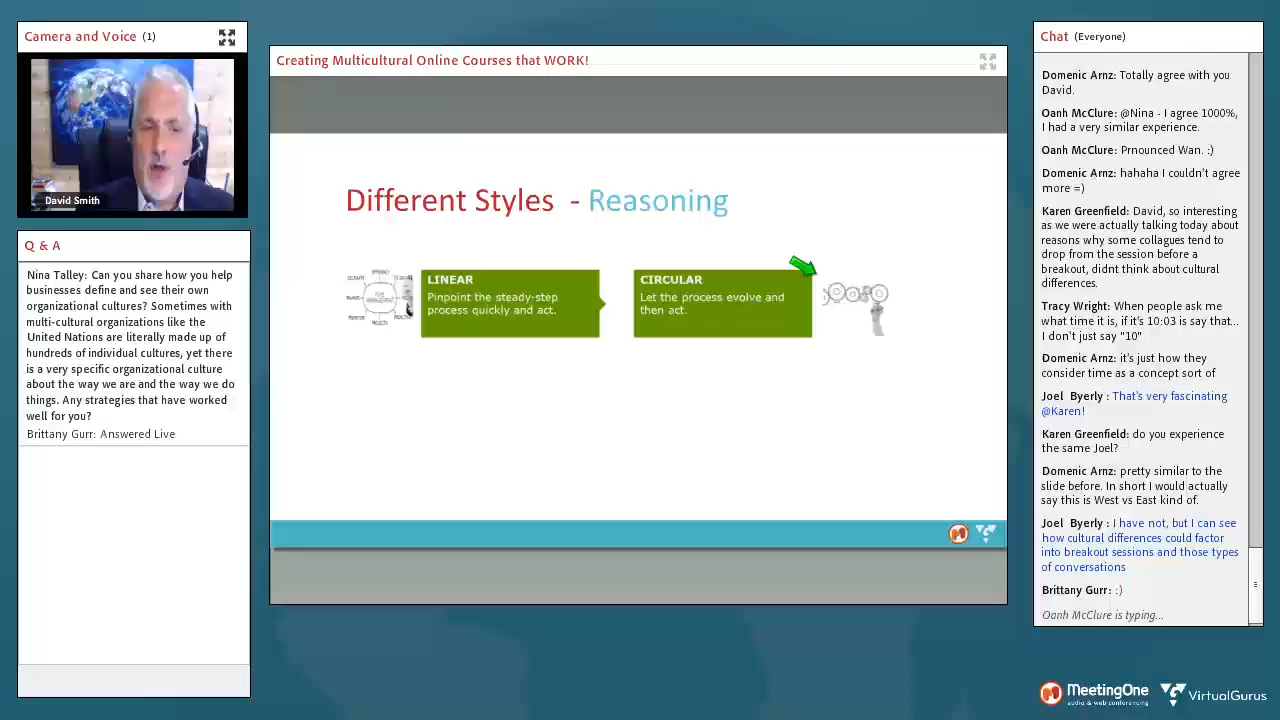 Camera and Voice (1)
David Smith
Q & A
Nina Talley: Can you share how you help
businesses define and see their own
organizational cultures? Sometimes with
multi-cultural organizations like the
United Nations are literally made up of
hundreds of individual cultures, yet there
is a very specific organizational culture
about the way we are and the way we do
things. Any strategies that have worked
well for you?
Brittany Gurr: Answered Live
Creating Multicultural Online Courses that WORK!
Different Styles - Reasoning
LINEAR
Pinpoint the steady-step
process quickly and act.
CIRCULAR
Let the process evolve and
then act.
Chat (Everyone)
Domenic Arnz: Totally agree with you
David.
Oanh McClure: @Nina - I agree 1000%,
I had a very similar experience.
Oanh McClure: Prnounced Wan. :)
Domenic Arnz: hahaha I couldn't agree
more =)
Karen Greenfield: David, so interesting
as we were actually talking today about
reasons why some collagues tend to
drop from the session before a
breakout, didnt think about cultural
differences.
Tracy Wright: When people ask me
what time it is, if it's 10:03 is say that...
I don't just say "10"
Domenic Arnz: it's just how they
consider time as a concept sort of
Joel Byerly : That's very fascinating
@Karen!
Karen Greenfield: do you experience
the same Joel?
Domenic Arnz: pretty similar to the
slide before. In short I would actually
say this is West vs East kind of.
Joel Byerly : I have not, but I can see
how cultural differences could factor
into breakout sessions and those types
of conversations
Brittany Gurr: :)
Oanh McClure is typing...
MeetingOne
audio & web conferencing
VirtualGurus